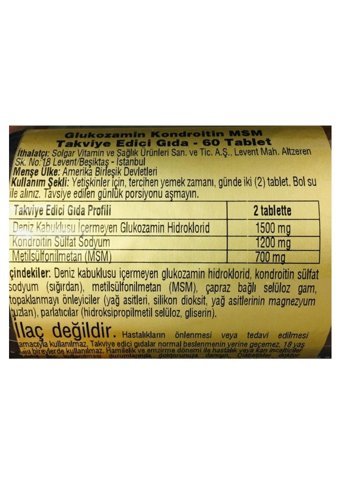 Glukozamin Kondroitin MSM
Takviye Edici Gıda - 60 Tablet
İthalatçı: Solgar Vitamin ve Sağlık Ürünleri San. ve Tic. A.Ş., Levent Mah. Altzeren
Sk. No:18 Levent/Beşiktaş - İstanbul
Menşe Ülke: Amerika Birleşik Devletleri
Kullanım Şekli: Yetişkinler için, tercihen yemek zamanı, günde iki (2) tablet. Bol su
ile alınız. Tavsiye edilen günlük porsiyonu aşmayın.
Takviye Edici Gıda Profili 2 tablette
Deniz Kabuklusu İçermeyen Glukozamin Hidroklorid 1500 mg
Kondroitin Sülfat Sodyum 1200 mg
Metilsülfonilmetan (MSM) 700 mg
çindekiler: Deniz kabuklusu içermeyen glukozamin hidroklorid, kondroitin sülfat
sodyum (sığırdan), metilsülfonilmetan (MSM), çapraz bağlı selüloz gam,
topaklanmayı önleyiciler (yağ asitleri, silikon dioksit, yağ asitlerinin magnezyum
uzları), parlatıcılar (hidroksipropilmetil selüloz, gliserin).
İlaç değildir. Hastalıkların önlenmesi veya tedavi edilmesi
amacıyla kullanılmaz. Takviye edici gıdalar normal beslenmenin yerine geçemez. 18 yaş
bireylerde kullanılmaz. Hamilelik ve emzirme dönemi ile hastalık veya